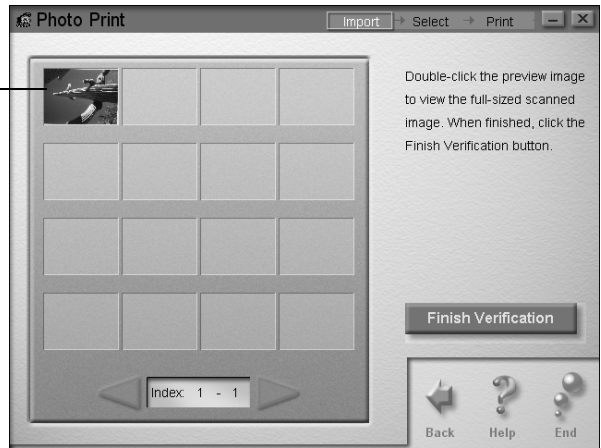 Photo Print
Import Select Print
Double-click the preview image
to view the full-sized scanned
image. When finished, click the
Finish Verification button.
Finish Verification
Index: 1 - 1
Back Help End